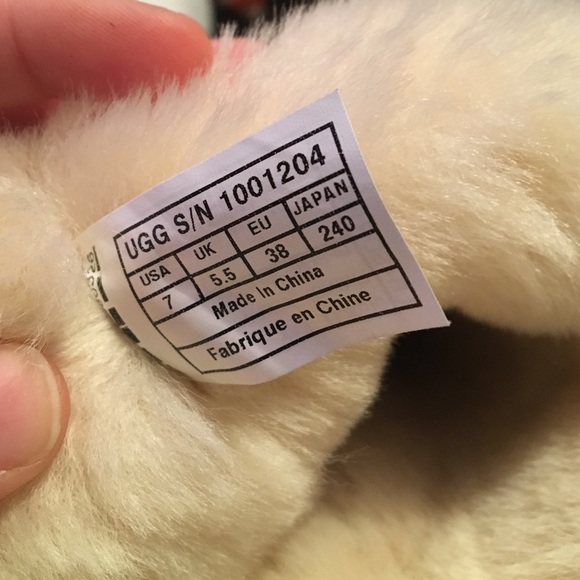 UGG S/N 1001204
USA UK EU JAPAN
7 5.5 38 240
Made In China
Fabrique en Chine